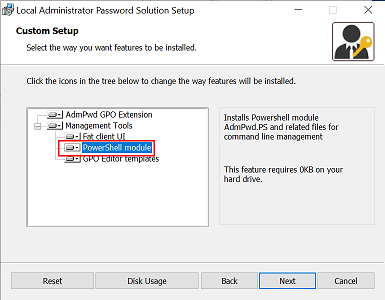 Local Administrator Password Solution Setup
Custom Setup
Select the way you want features to be installed.
Click the icons in the tree below to change the way features will be installed.
AdmPwd GPO Extension
Management Tools
Fat client UI
PowerShell module
GPO Editor templates
Installs Powershell module
AdmPwd.PS and related files for
command line management
This feature requires 0KB on your
hard drive.
Reset
Disk Usage
Back
Next
Cancel